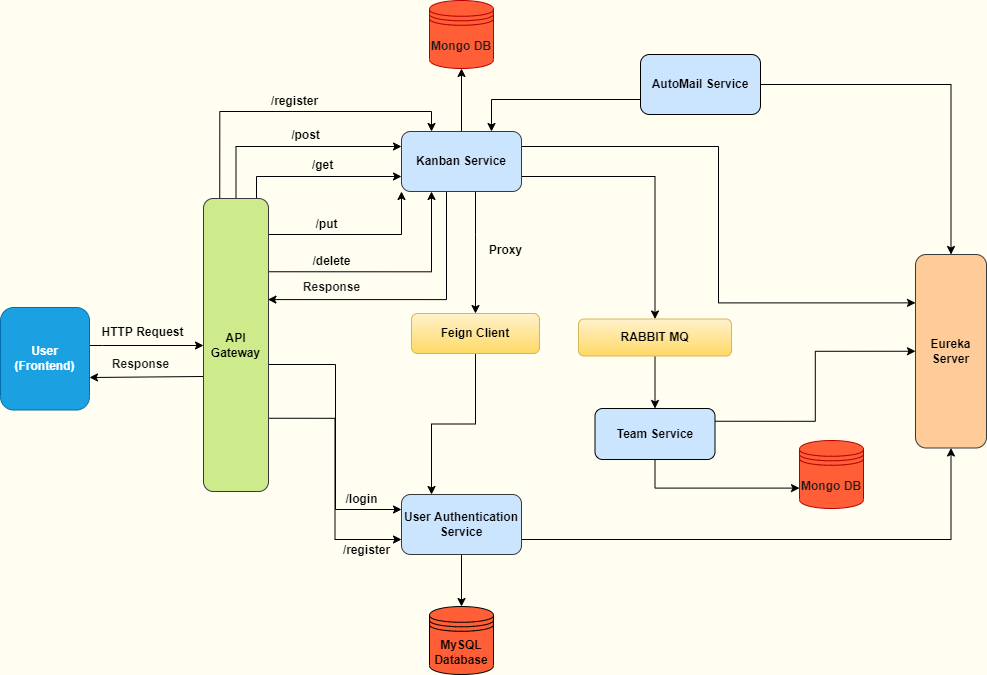 Mongo DB
AutoMail Service
/register
/post
Kanban Service
/get
/put
Proxy
/delete
Response
HTTP Request
API
Gateway
Feign Client
RABBIT MQ
Eureka
Server
User
(Frontend)
Response
Team Service
Mongo DB
/login
User Authentication
Service
/register
MySQL
Database